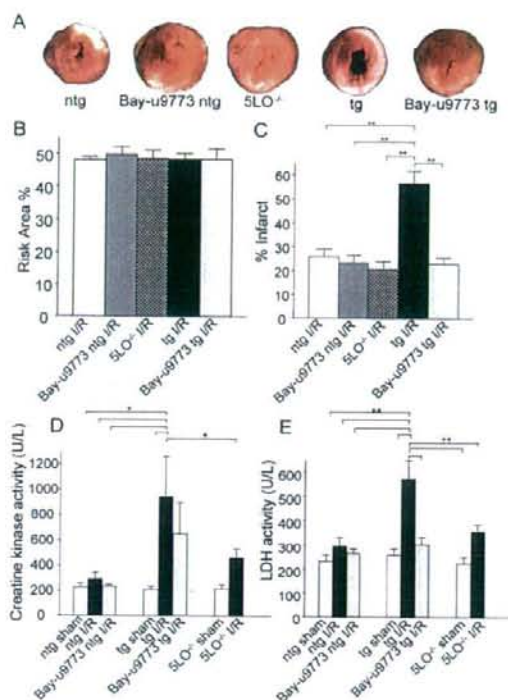 A
ntg
Bay-u9773 ntg
5LO-/-
tg
Bay-u9773 tg
B
Risk Area %
50
40
30
20
10
0
ntg I/R
Bay-u9773 ntg I/R
5LO-/- I/R
tg I/R
Bay-u9773 tg I/R
C
% Infarct
60
50
40
30
20
10
0
**
**
**
**
ntg I/R
Bay-u9773 ntg I/R
5LO-/- I/R
tg I/R
Bay-u9773 tg I/R
D
Creatine kinase activity (U/L)
1200
1000
800
600
400
200
0
*
*
ntg sham
ntg I/R
Bay-u9773 ntg I/R
tg sham
tg I/R
Bay-u9773 tg I/R
5LO-/- sham
5LO-/- I/R
E
LDH activity (U/L)
600
500
400
300
200
100
0
**
**
ntg sham
ntg I/R
Bay-u9773 ntg I/R
tg sham
tg I/R
Bay-u9773 tg I/R
5LO-/- sham
5LO-/- I/R